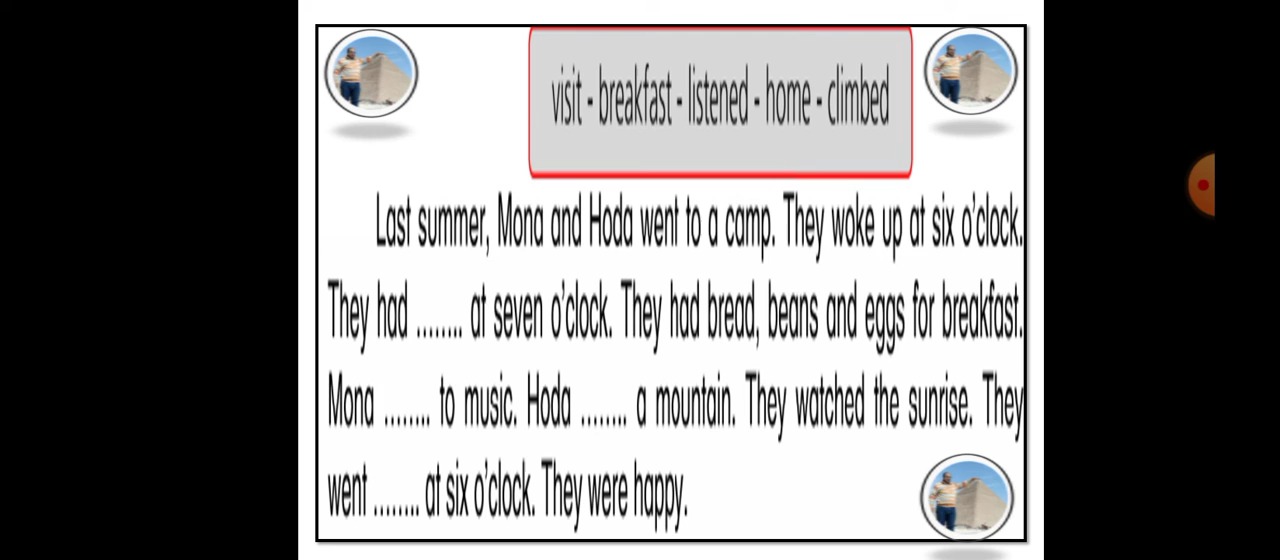 visit - breakfast - listened - home - climbed
Last summer, Mona and Hoda went to a camp. They woke up at six o'clock.
They had ........ at seven o'clock. They had bread, beans and eggs for breakfast.
Mona ........ to music. Hoda ........ a mountain. They watched the sunrise. They
went ........ at six o'clock. They were happy.